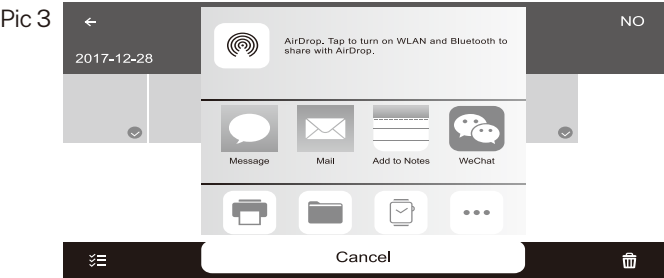 Pic 3
NO
2017-12-28
AirDrop. Tap to turn on WLAN and Bluetooth to
share with AirDrop.
Message
Mail
Add to Notes
WeChat
Cancel